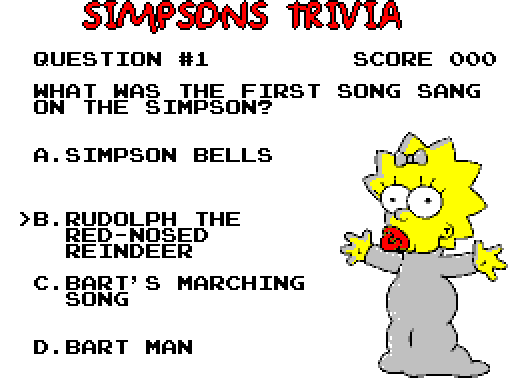 SIMPSONS TRIVIA
QUESTION #1 SCORE 000
WHAT WAS THE FIRST SONG SANG
ON THE SIMPSON?
A.SIMPSON BELLS
>B.RUDOLPH THE
RED-NOSED
REINDEER
C.BART'S MARCHING
SONG
D.BART MAN